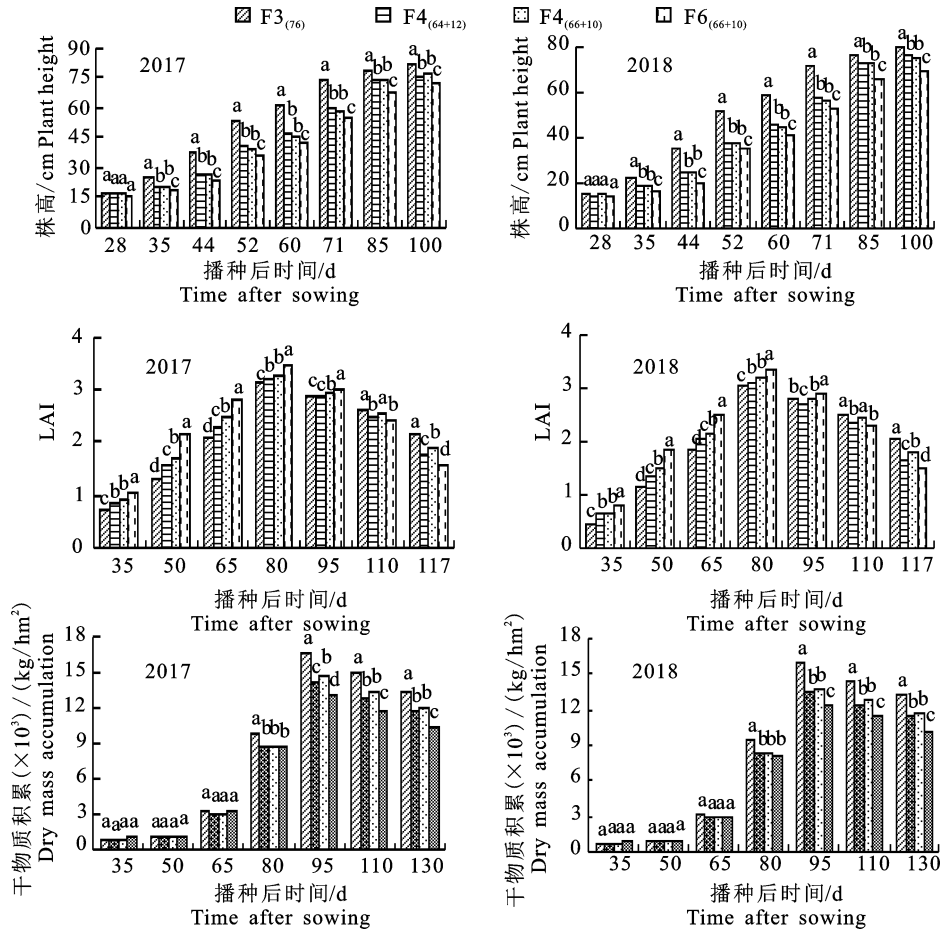 F3(76) F4(64+12) F4(66+10) F6(66+10)
株高/cm Plant height
90
75
60
45
30
15
0
2017
a a a a a b b c a b b c a b b c a b b c a b b c a b b c a b b c
28 35 44 52 60 71 85 100
播种后时间/d
Time after sowing
株高/cm Plant height
80
60
40
20
0
2018
a a a a a b b c a b b c a b b c a b b c a b b c a b b c a b b c
28 35 44 52 60 71 85 100
播种后时间/d
Time after sowing
LAI
4
3
2
1
0
2017
c b b a d c b a d c b a c b b a c c b a a b a b a c b d
35 50 65 80 95 110 117
播种后时间/d
Time after sowing
LAI
4
3
2
1
0
2018
c b b a d c b a d c b a c b b a b c b a a b a b a c b d
35 50 65 80 95 110 117
播种后时间/d
Time after sowing
干物质积累(×10³)/(kg/hm²)
Dry mass accumulation
18
15
12
9
6
3
0
2017
a a a a a a a a a a a a a b b b a c b d a b b c a b b c
35 50 65 80 95 110 130
播种后时间/d
Time after sowing
干物质积累(×10³)/(kg/hm²)
Dry mass accumulation
18
15
12
9
6
3
0
2018
a a a a a a a a a a a a a b b b a b b c a b b c a b b c
35 50 65 80 95 110 130
播种后时间/d
Time after sowing